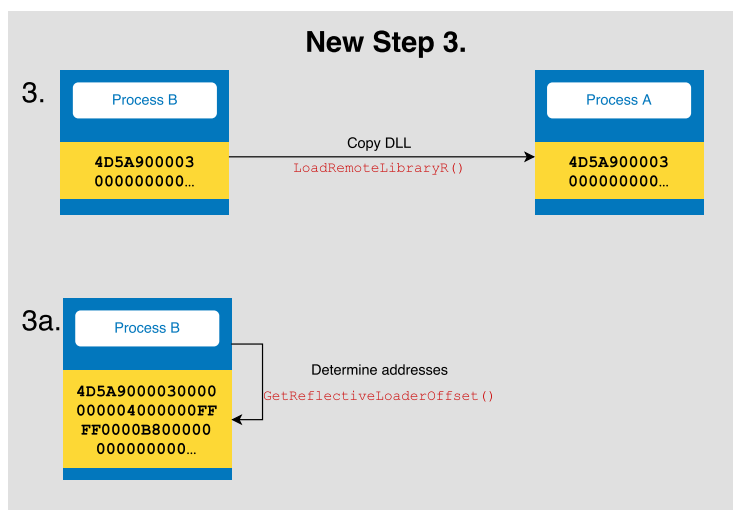 New Step 3.
3.
Process B
4D5A900003
000000000…
Copy DLL
LoadRemoteLibraryR()
Process A
4D5A900003
000000000…
3a.
Process B
4D5A9000030000
000004000000FF
FF0000B800000
000000000…
Determine addresses
GetReflectiveLoaderOffset()